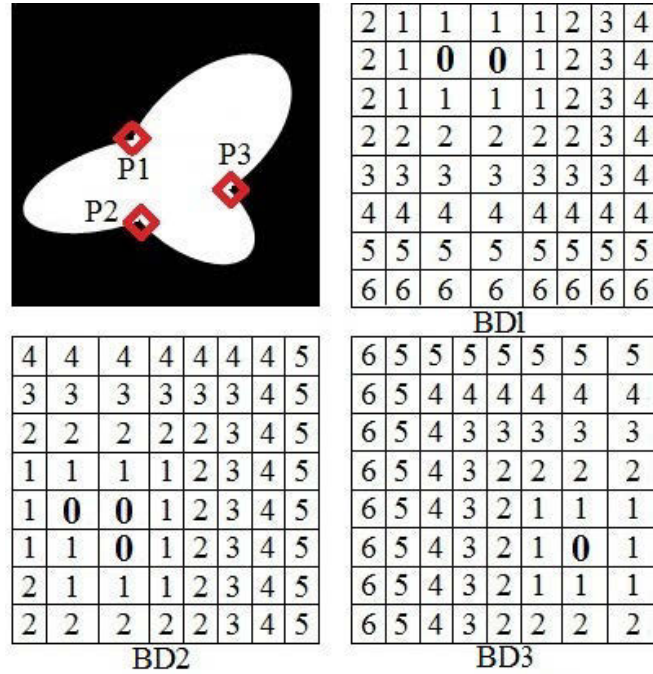 P1
P3
P2
2 1 1 1 1 2 3 4
2 1 0 0 1 2 3 4
2 1 1 1 1 2 3 4
2 2 2 2 2 2 3 4
3 3 3 3 3 3 3 4
4 4 4 4 4 4 4 4
5 5 5 5 5 5 5 5
6 6 6 6 6 6 6 6
BD1
4 4 4 4 4 4 4 5
3 3 3 3 3 3 4 5
2 2 2 2 2 3 4 5
1 1 1 1 2 3 4 5
1 0 0 1 2 3 4 5
1 1 0 1 2 3 4 5
2 1 1 1 2 3 4 5
2 2 2 2 2 3 4 5
BD2
6 5 5 5 5 5 5 5
6 5 4 4 4 4 4 4
6 5 4 3 3 3 3 3
6 5 4 3 2 2 2 2
6 5 4 3 2 1 1 1
6 5 4 3 2 1 0 1
6 5 4 3 2 1 1 1
6 5 4 3 2 2 2 2
BD3